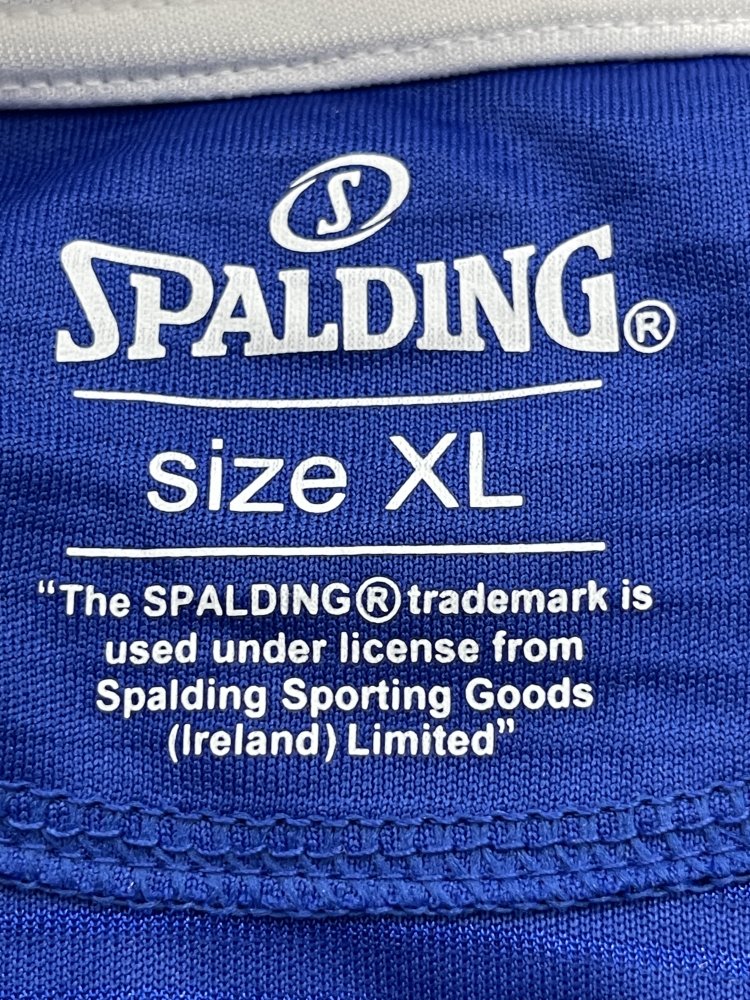 S
SPALDING®
size XL
“The SPALDING® trademark is
used under license from
Spalding Sporting Goods
(Ireland) Limited”